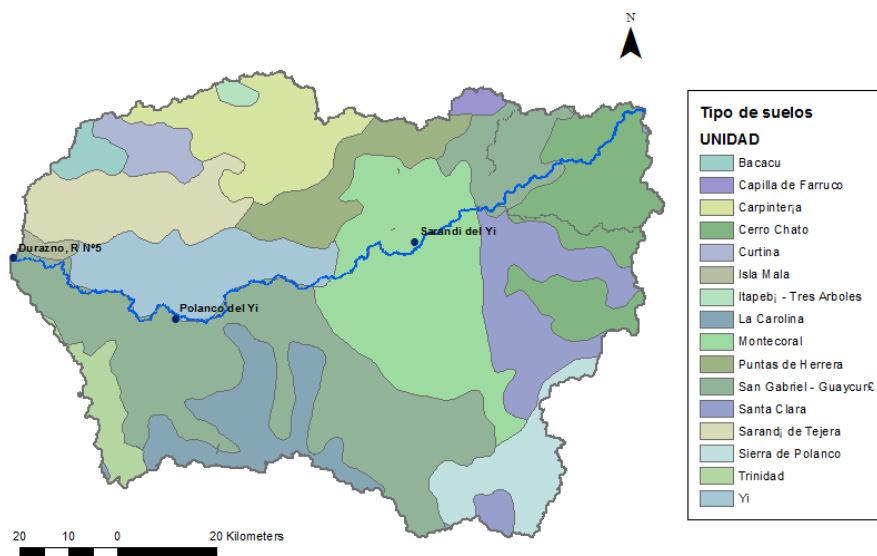 N
Tipo de suelos
UNIDAD
Bacacu
Capilla de Farruco
Carpinter¡a
Cerro Chato
Curtina
Isla Mala
Itapeb¡ - Tres Arboles
La Carolina
Montecoral
Puntas de Herrera
San Gabriel - Guaycur€
Santa Clara
Sarand¡ de Tejera
Sierra de Polanco
Trinidad
Yi
Sarandi del Yi
Durazno, R Nº5
Polanco del Yi
20 10 0 20 Kilometers